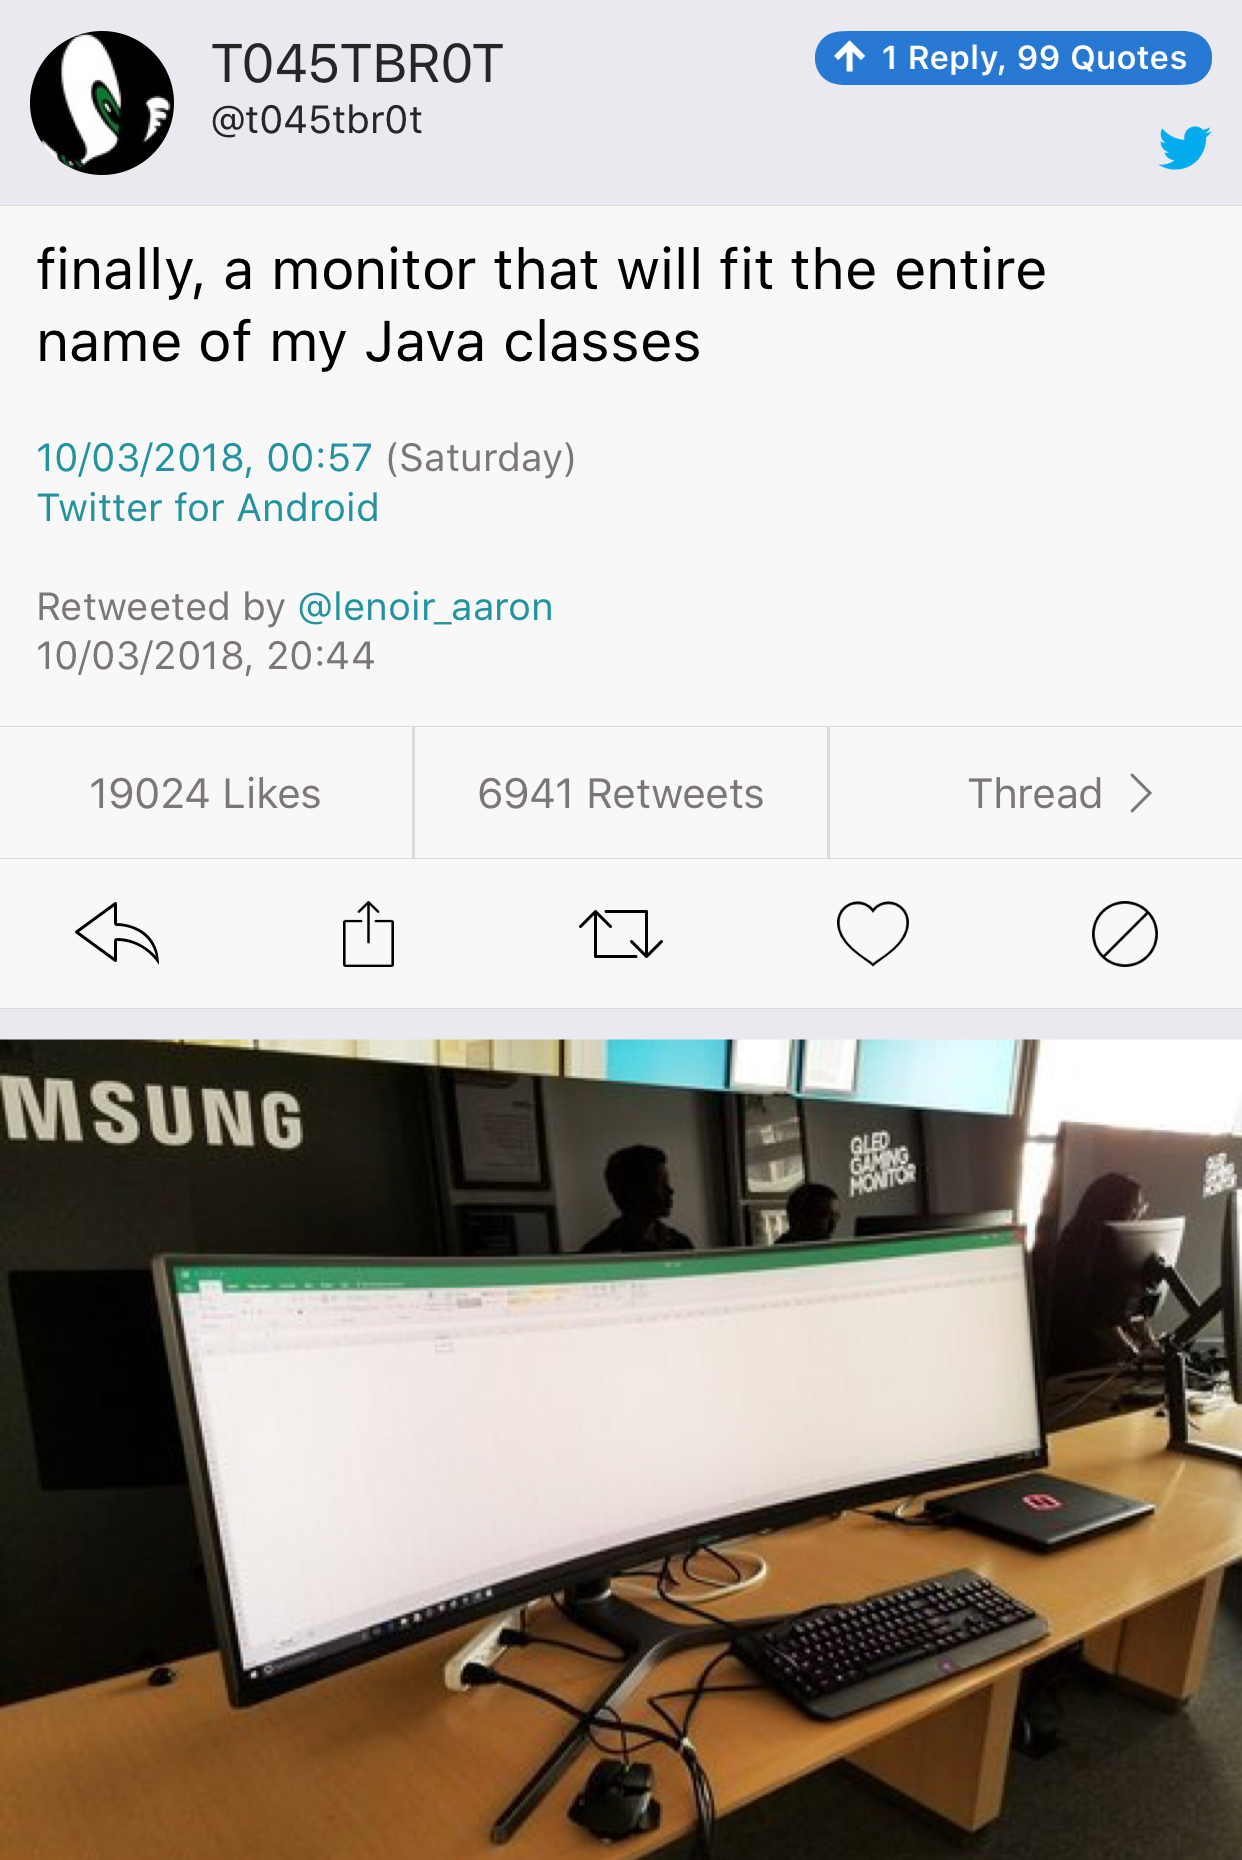 T045TBR0T
1 Reply, 99 Quotes
@t045tbr0t
finally, a monitor that will fit the entire
name of my Java classes
10/03/2018, 00:57 (Saturday)
Twitter for Android
Retweeted by @lenoir_aaron
10/03/2018, 20:44
19024 Likes
6941 Retweets
Thread
MSUNG
QLED
GAMING
MONITOR
QLED
GAMING
MONITOR